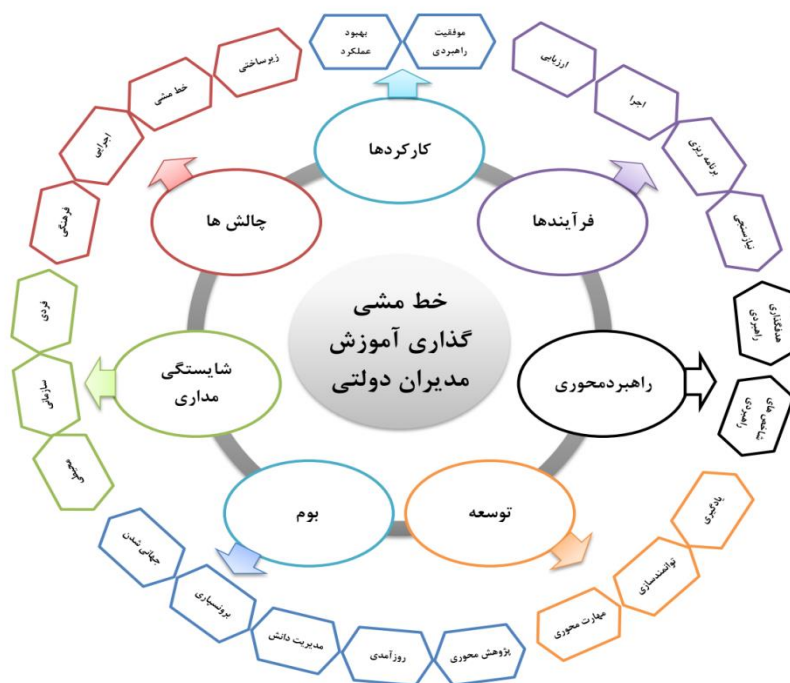 بهبود
عملکرد
موفقیت
راهبردی
زیرساختی
خط مشی
اجرایی
فرهنگی
ارزیابی
اجرا
برنامه ریزی
نیازسنجی
کارکردها
چالش ها
فرآیندها
خط مشی
گذاری آموزش
مدیران دولتی
شایستگی
مداری
راهبردمحوری
بوم
توسعه
فردی
سازمانی
محیطی
هدفگذاری
راهبردی
شاخص های
راهبردی
جهانی شدن
برونسپاری
مدیریت دانش
روزآمدی
پژوهش محوری
مهارت محوری
توانمندسازی
یادگیری